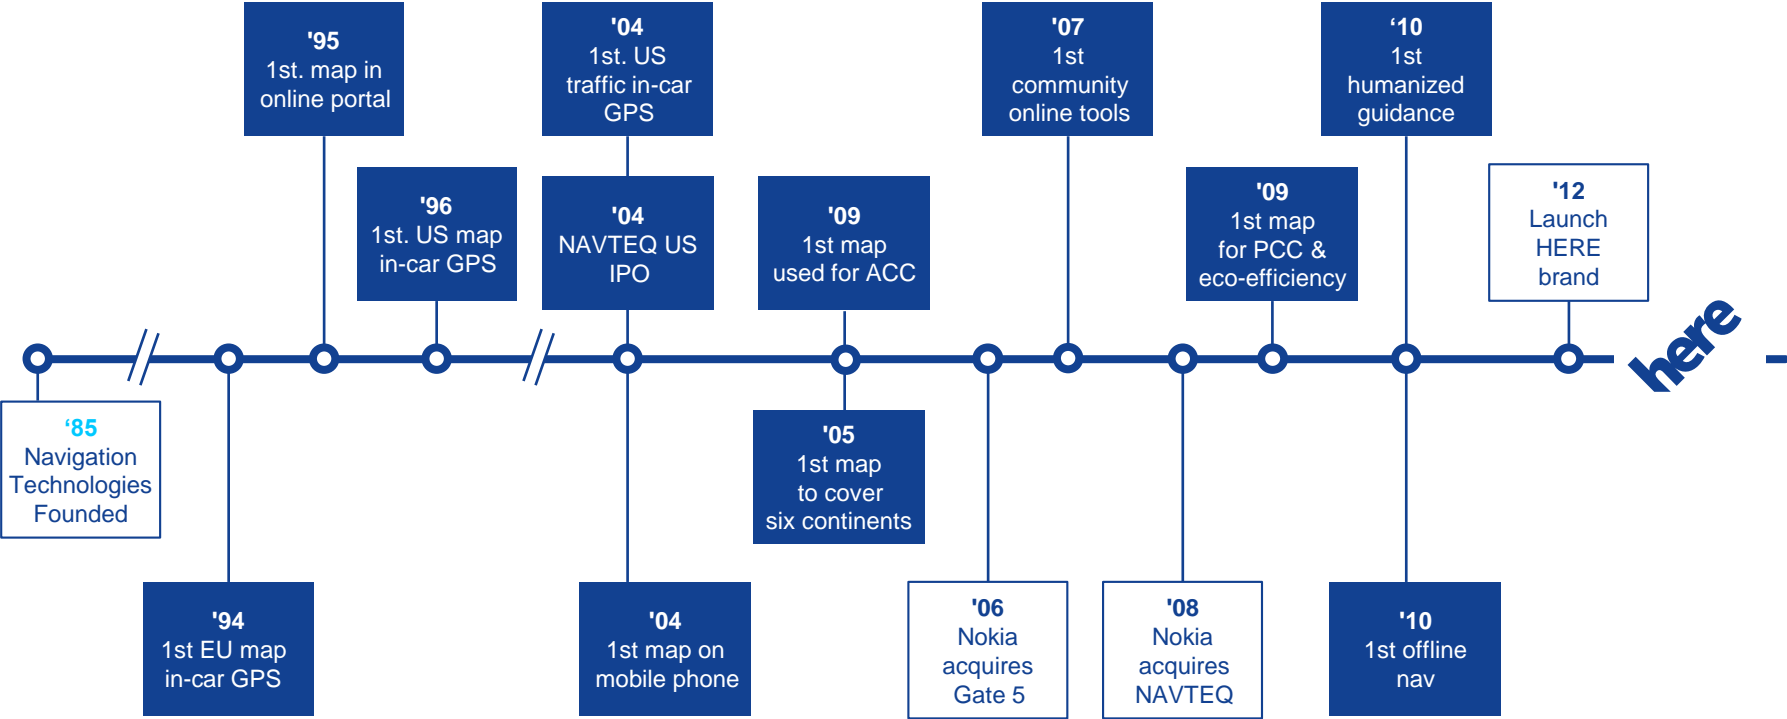 '95
1st. map in
online portal
'04
1st. US
traffic in-car
GPS
'07
1st
community
online tools
‘10
1st
humanized
guidance
'96
1st. US map
in-car GPS
'04
NAVTEQ US
IPO
'09
1st map
used for ACC
'09
1st map
for PCC &
eco-efficiency
'12
Launch
HERE
brand
here
‘85
Navigation
Technologies
Founded
'05
1st map
to cover
six continents
'94
1st EU map
in-car GPS
'04
1st map on
mobile phone
'06
Nokia
acquires
Gate 5
'08
Nokia
acquires
NAVTEQ
'10
1st offline
nav